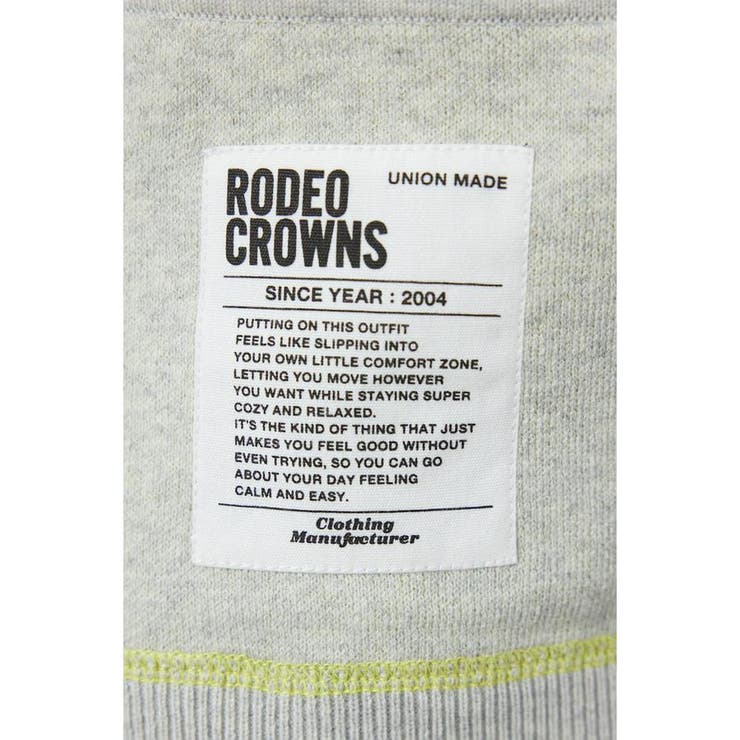 RODEO
CROWNS
UNION MADE
SINCE YEAR : 2004
PUTTING ON THIS OUTFIT
FEELS LIKE SLIPPING INTO
YOUR OWN LITTLE COMFORT ZONE,
LETTING YOU MOVE HOWEVER
YOU WANT WHILE STAYING SUPER
COZY AND RELAXED.
IT'S THE KIND OF THING THAT JUST
MAKES YOU FEEL GOOD WITHOUT
EVEN TRYING, SO YOU CAN GO
ABOUT YOUR DAY FEELING
CALM AND EASY.
Clothing
Manufacturer